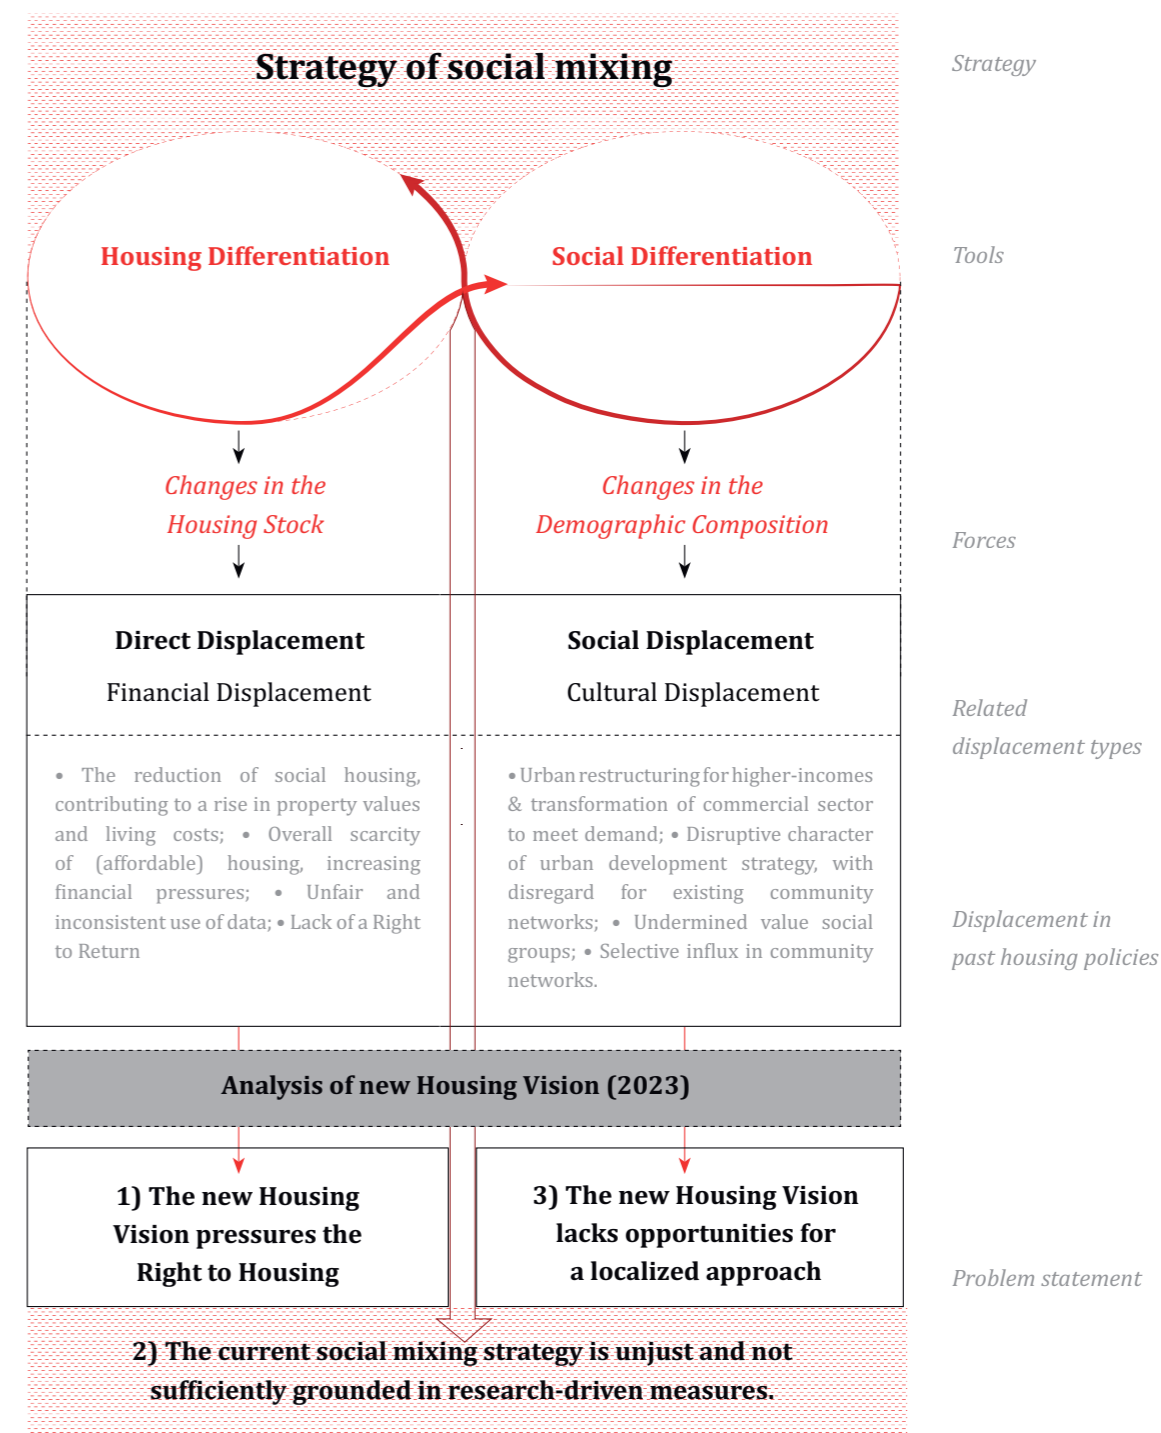 Strategy of social mixing
Strategy
Housing Differentiation
Social Differentiation
Tools
Changes in the
Housing Stock
Changes in the
Demographic Composition
Forces
Direct Displacement
Financial Displacement
Social Displacement
Cultural Displacement
Related
displacement types
• The reduction of social housing,
contributing to a rise in property values
and living costs; • Overall scarcity
of (affordable) housing, increasing
financial pressures; • Unfair and
inconsistent use of data; • Lack of a Right
to Return
• Urban restructuring for higher-incomes
& transformation of commercial sector
to meet demand; • Disruptive character
of urban development strategy, with
disregard for existing community
networks; • Undermined value social
groups; • Selective influx in community
networks.
Displacement in
past housing policies
Analysis of new Housing Vision (2023)
1) The new Housing
Vision pressures the
Right to Housing
3) The new Housing Vision
lacks opportunities for
a localized approach
Problem statement
2) The current social mixing strategy is unjust and not
sufficiently grounded in research-driven measures.